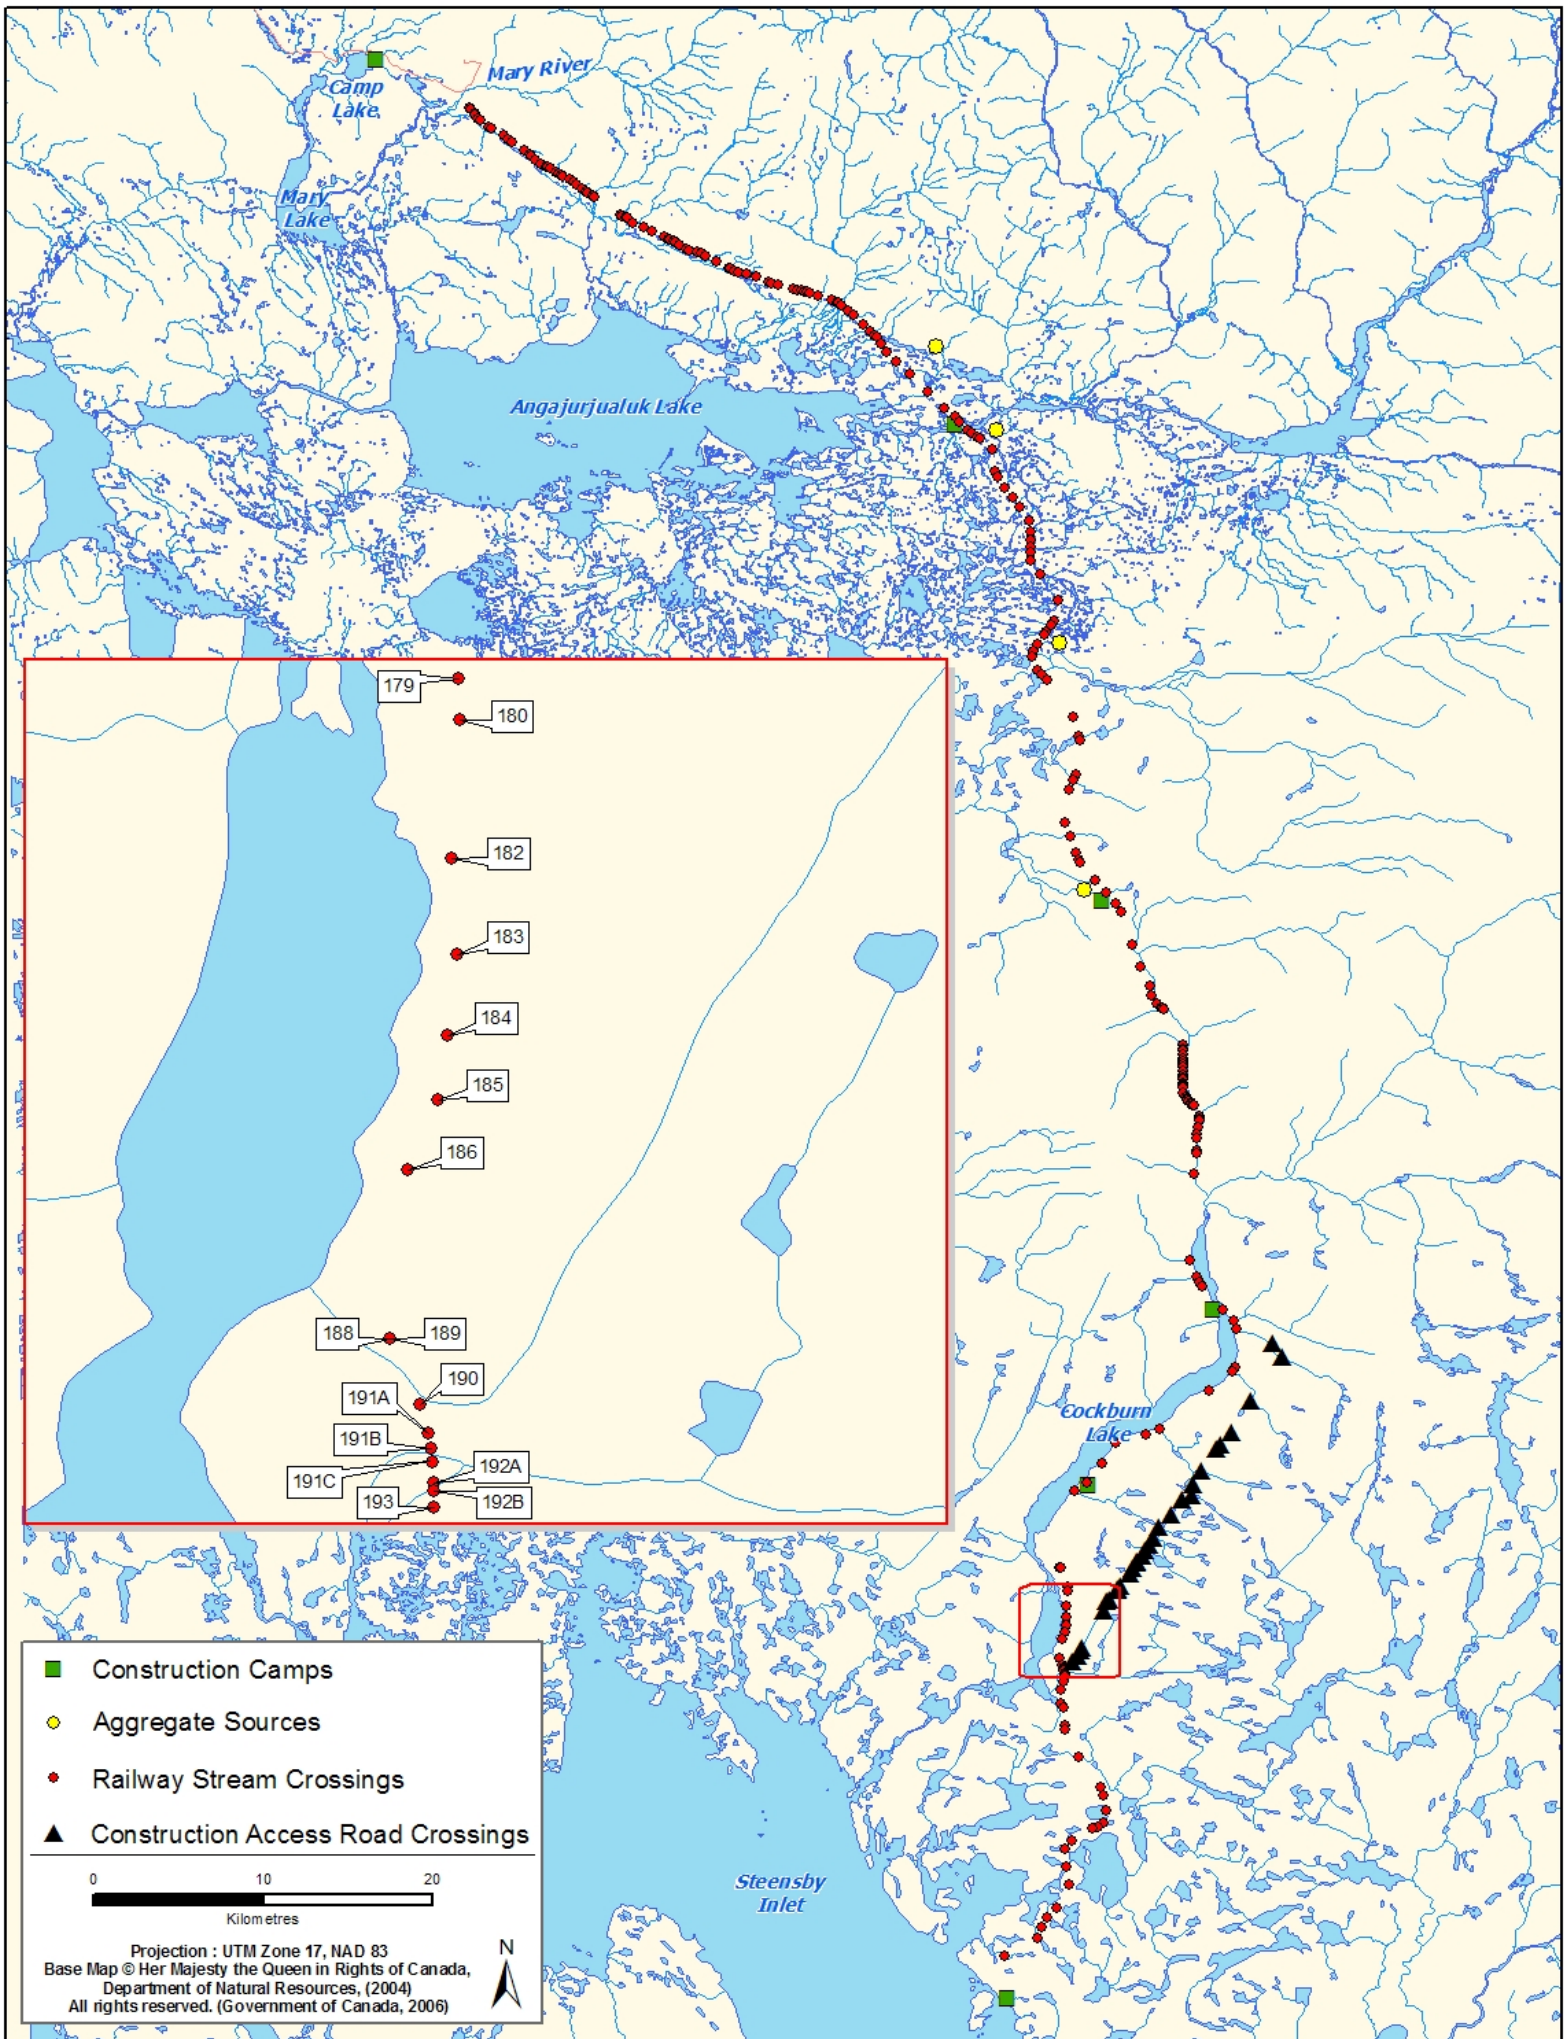 Mary River
Camp
Lake
Mary
Lake
Angajurjualuk Lake
179
180
182
183
184
185
186
188
189
190
191A
191B
191C
192A
192B
193
Cockburn
Lake
Steensby
Inlet
Construction Camps
Aggregate Sources
Railway Stream Crossings
Construction Access Road Crossings
0 10 20
Kilometres
N
Projection : UTM Zone 17, NAD 83
Base Map © Her Majesty the Queen in Rights of Canada,
Department of Natural Resources, (2004)
All rights reserved. (Government of Canada, 2006)